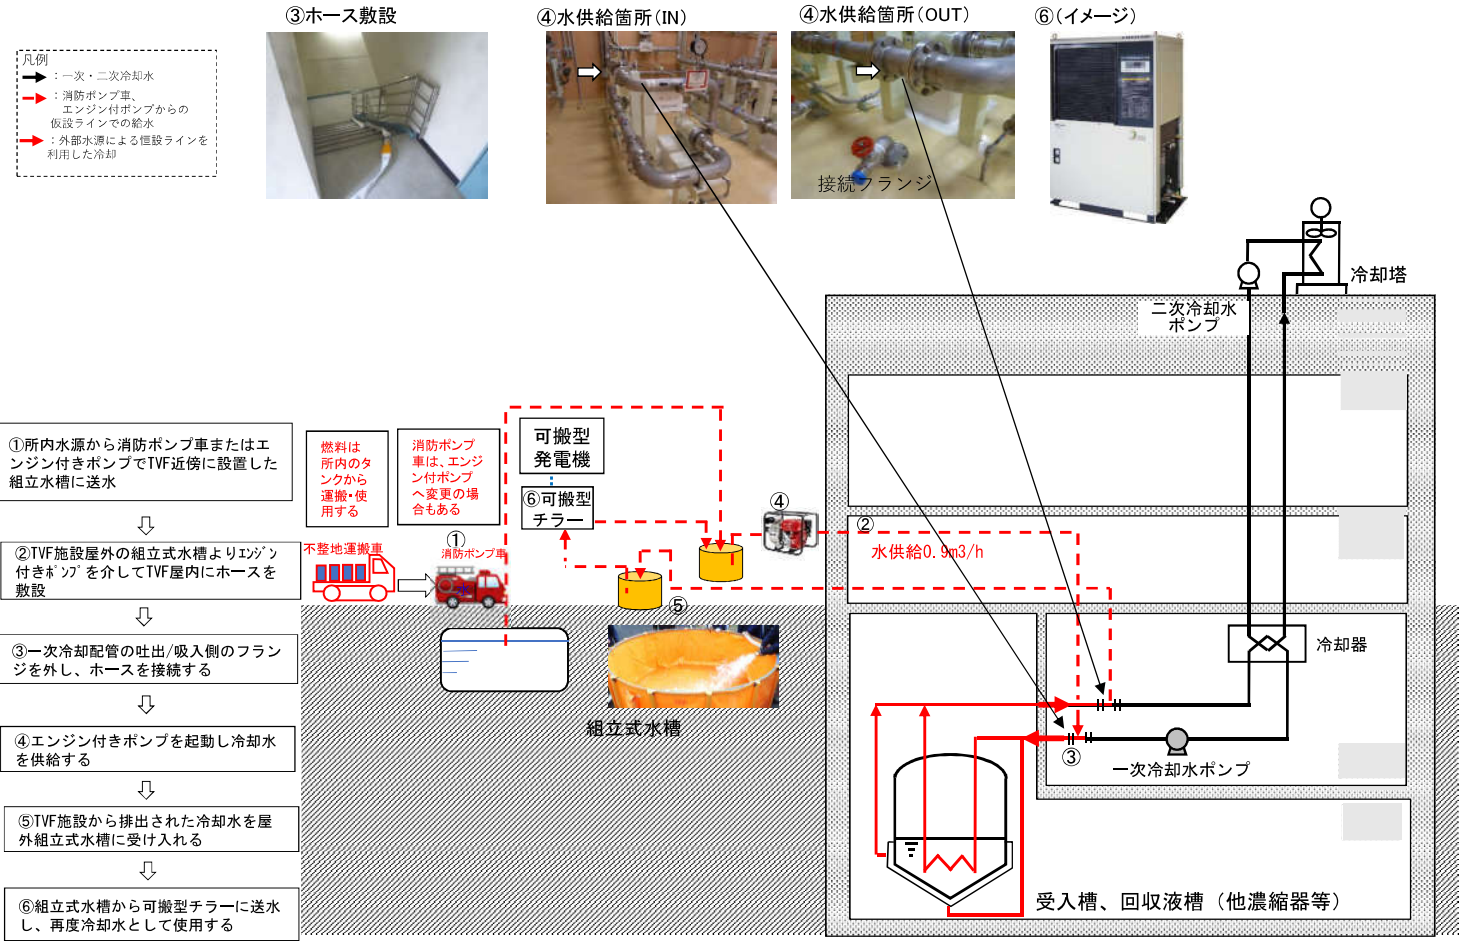 ③ホース敷設
④水供給箇所(IN)
④水供給箇所(OUT)
⑥(イメージ)
凡例
：一次・二次冷却水
：消防ポンプ車、
エンジン付ポンプからの
仮設ラインでの給水
：外部水源による恒設ラインを
利用した冷却
接続フランジ
冷却塔
二次冷却水
ポンプ
①所内水源から消防ポンプ車またはエ
ンジン付きポンプでTVF近傍に設置した
組立水槽に送水
②TVF施設屋外の組立式水槽よりｴﾝｼﾞﾝ
付きﾎﾟﾝﾌﾟを介してTVF屋内にホースを
敷設
③一次冷却配管の吐出/吸入側のフラン
ジを外し、ホースを接続する
④エンジン付きポンプを起動し冷却水
を供給する
⑤TVF施設から排出された冷却水を屋
外組立式水槽に受け入れる
⑥組立式水槽から可搬型チラーに送水
し、再度冷却水として使用する
燃料は
所内のタ
ンクから
運搬・使
用する
消防ポンプ
車は、エンジ
ン付ポンプ
へ変更の場
合もある
可搬型
発電機
⑥可搬型
チラー
不整地運搬車
①
消防ポンプ車
④
②
水供給0.9m3/h
⑤
組立式水槽
冷却器
③
一次冷却水ポンプ
受入槽、回収液槽（他濃縮器等）